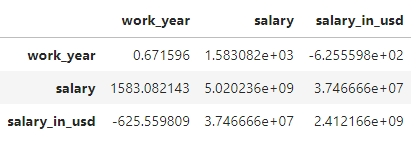 work_year salary salary_in_usd
work_year 0.671596 1.583082e+03 -6.255598e+02
salary 1583.082143 5.020236e+09 3.746666e+07
salary_in_usd -625.559809 3.746666e+07 2.412166e+09